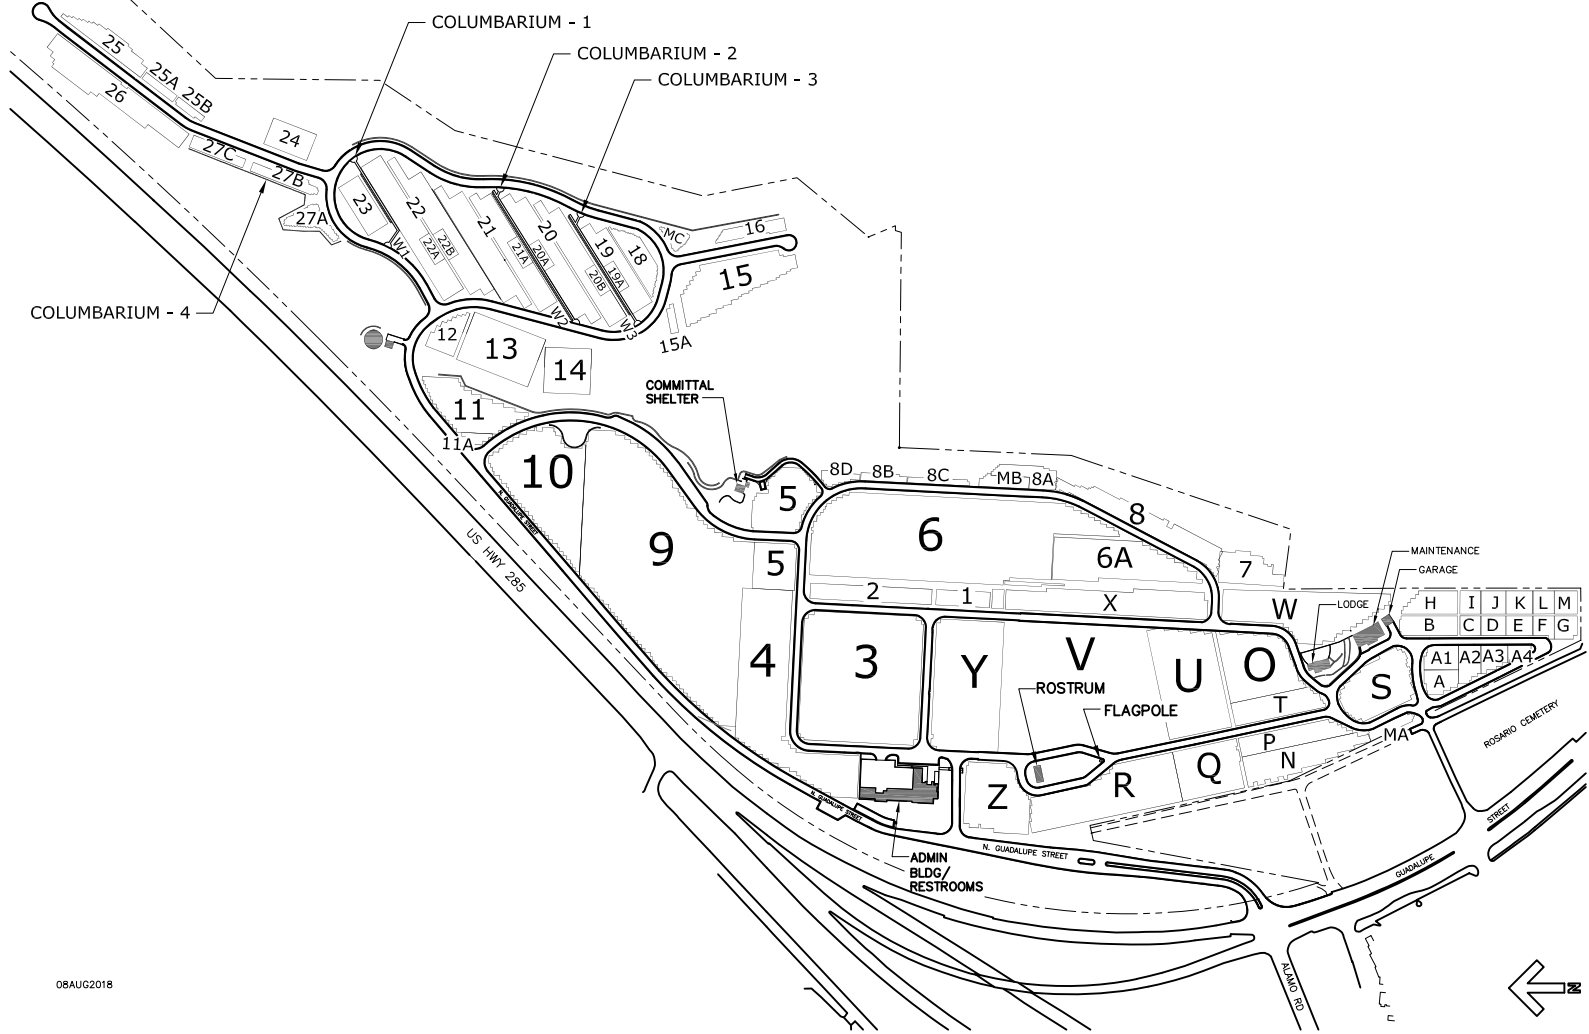 COLUMBARIUM - 1
COLUMBARIUM - 2
COLUMBARIUM - 3
25
25A
25B
26
24
27C
27B
27A
23
22
22A
22B
21
21A
20
20A
20B
19
19A
18
W1
W2
W3
MC
16
15
15A
COLUMBARIUM - 4
12
13
14
11
11A
10
COMMITTAL
SHELTER
N. GUADALUPE STREET
US HWY 285
9
5
5
8D
8B
8C
MB
8A
8
6
6A
7
2
1
X
W
MAINTENANCE
GARAGE
LODGE
H
I
J
K
L
M
B
C
D
E
F
G
A1
A2
A3
A4
A
4
3
Y
V
U
O
T
S
ROSTRUM
FLAGPOLE
MA
P
N
Q
R
Z
ROSARIO CEMETERY
N. GUADALUPE STREET
ADMIN
BLDG/
RESTROOMS
N. GUADALUPE STREET
GUADALUPE
STREET
ALAMO RD
08AUG2018
N